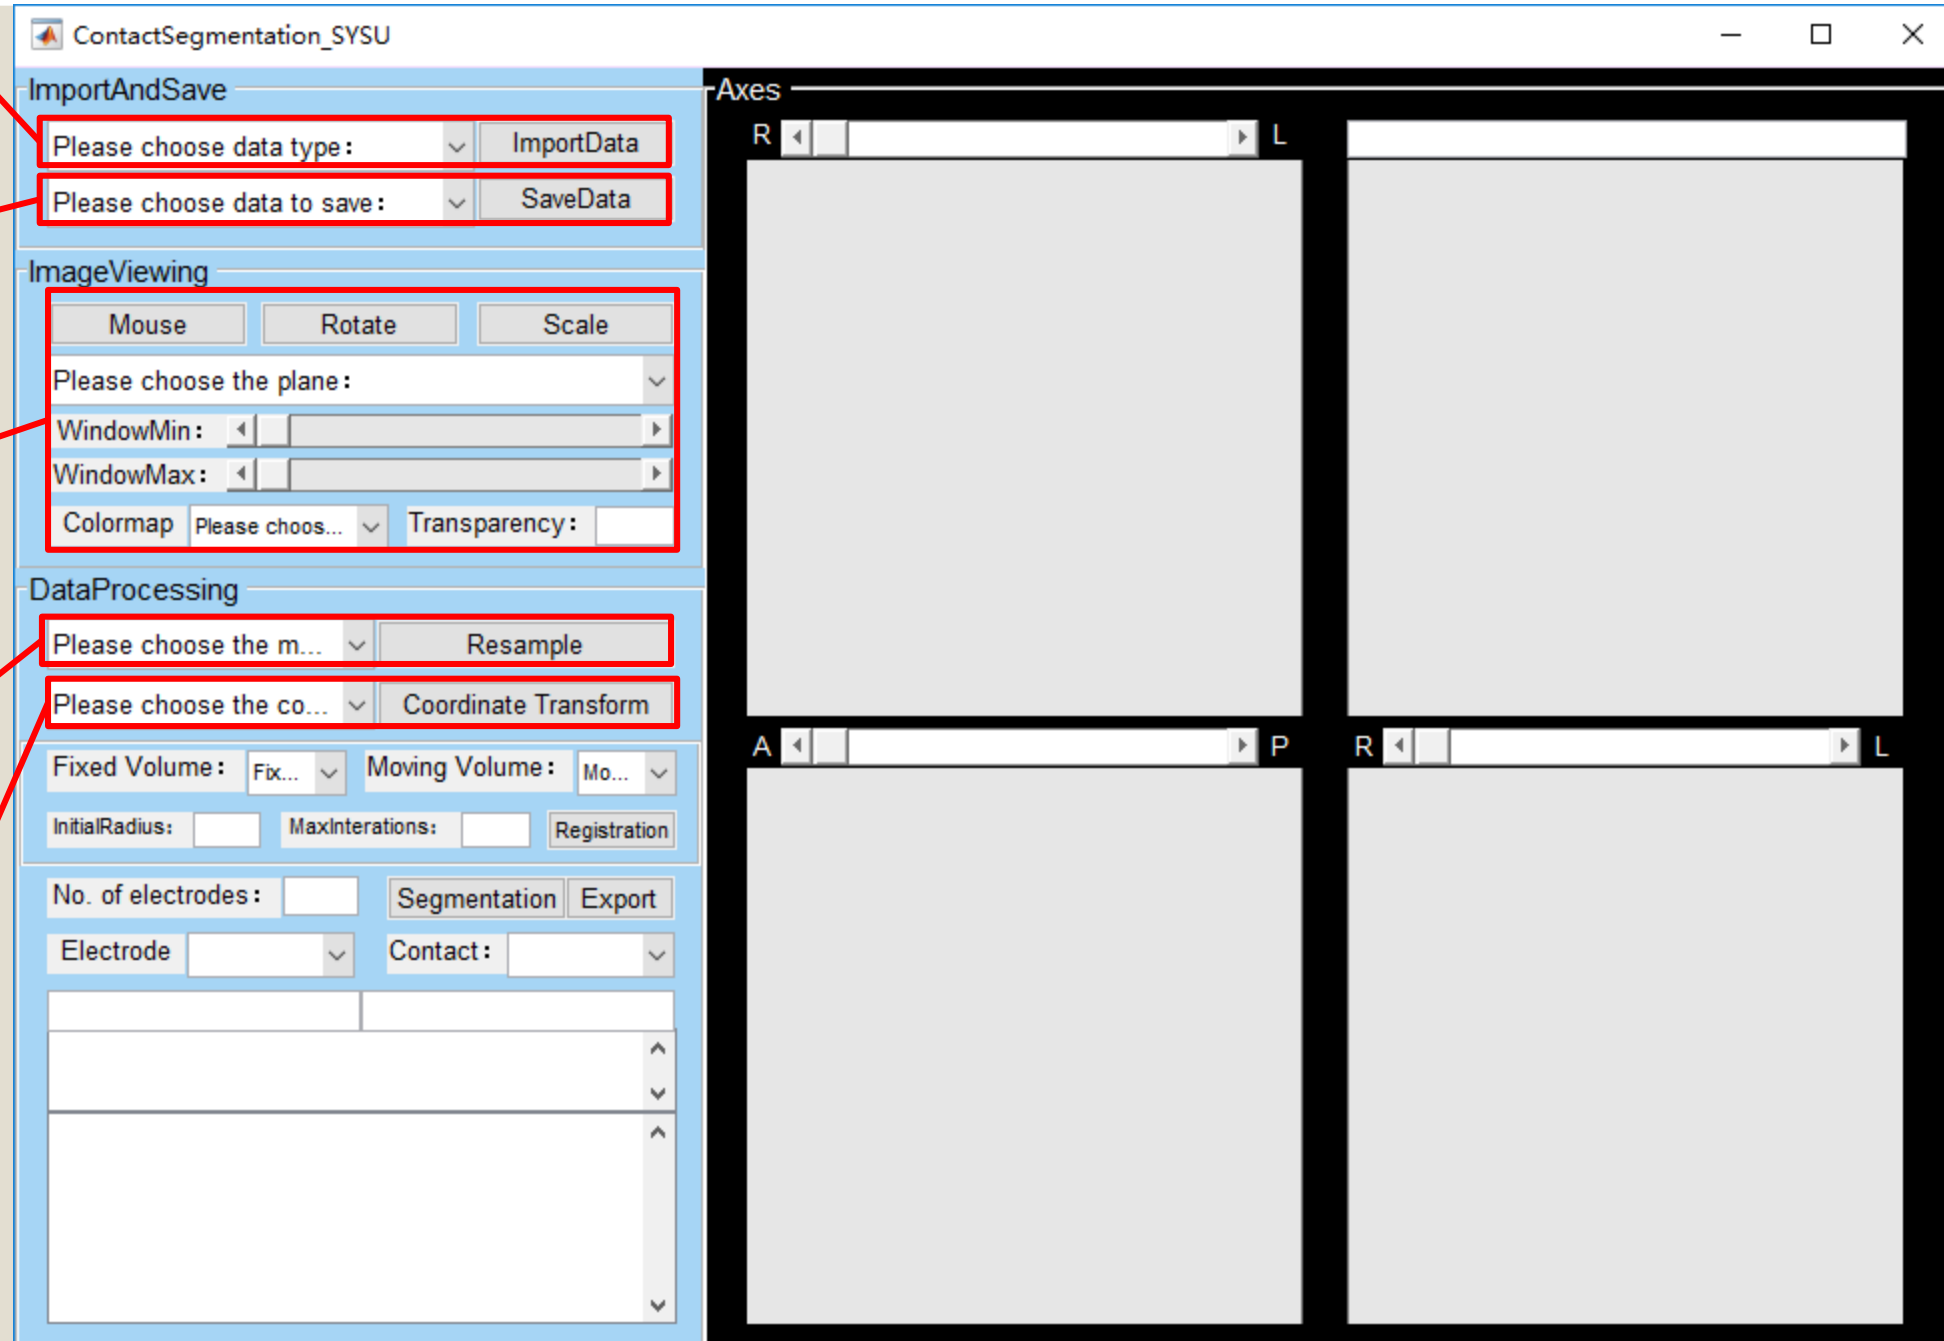 ContactSegmentation_SYSU
ImportAndSave
Please choose data type: ImportData
Please choose data to save: SaveData
ImageViewing
Mouse Rotate Scale
Please choose the plane:
WindowMin:
WindowMax:
Colormap Please choos... Transparency:
DataProcessing
Please choose the m... Resample
Please choose the co... Coordinate Transform
Fixed Volume: Fix... Moving Volume: Mo...
InitialRadius: MaxInterations: Registration
No. of electrodes: Segmentation Export
Electrode Contact:
Axes
R L
A P R L